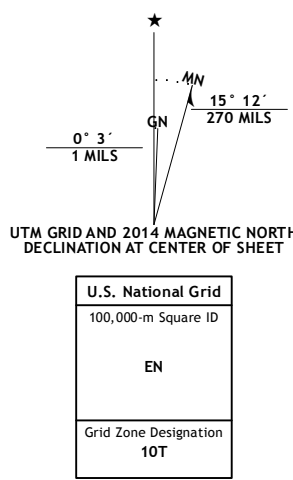 ★
MN
GN
15° 12´
270 MILS
0° 3´
1 MILS
UTM GRID AND 2014 MAGNETIC NORTH
DECLINATION AT CENTER OF SHEET
U.S. National Grid
100,000-m Square ID
EN
Grid Zone Designation
10T